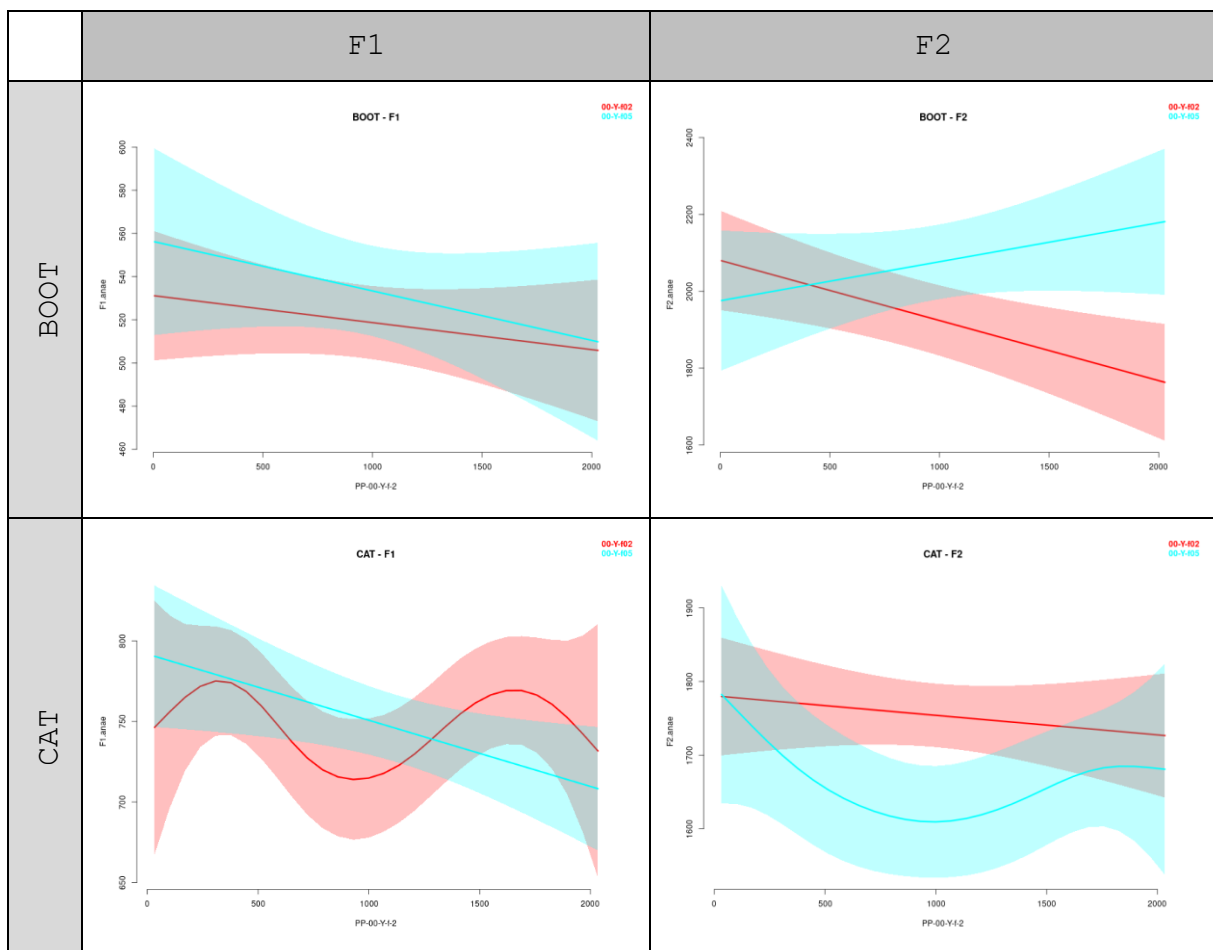 F1
F2
BOOT
BOOT - F1
00-Y-f02
00-Y-f05
F1.anae
600
580
560
540
520
500
480
460
0
500
1000
1500
2000
PP-00-Y-f-2
BOOT - F2
00-Y-f02
00-Y-f05
F2.anae
2400
2200
2000
1800
1600
0
500
1000
1500
2000
PP-00-Y-f-2
CAT
CAT - F1
00-Y-f02
00-Y-f05
F1.anae
800
750
700
650
0
500
1000
1500
2000
PP-00-Y-f-2
CAT - F2
00-Y-f02
00-Y-f05
F2.anae
1900
1800
1700
1600
0
500
1000
1500
2000
PP-00-Y-f-2